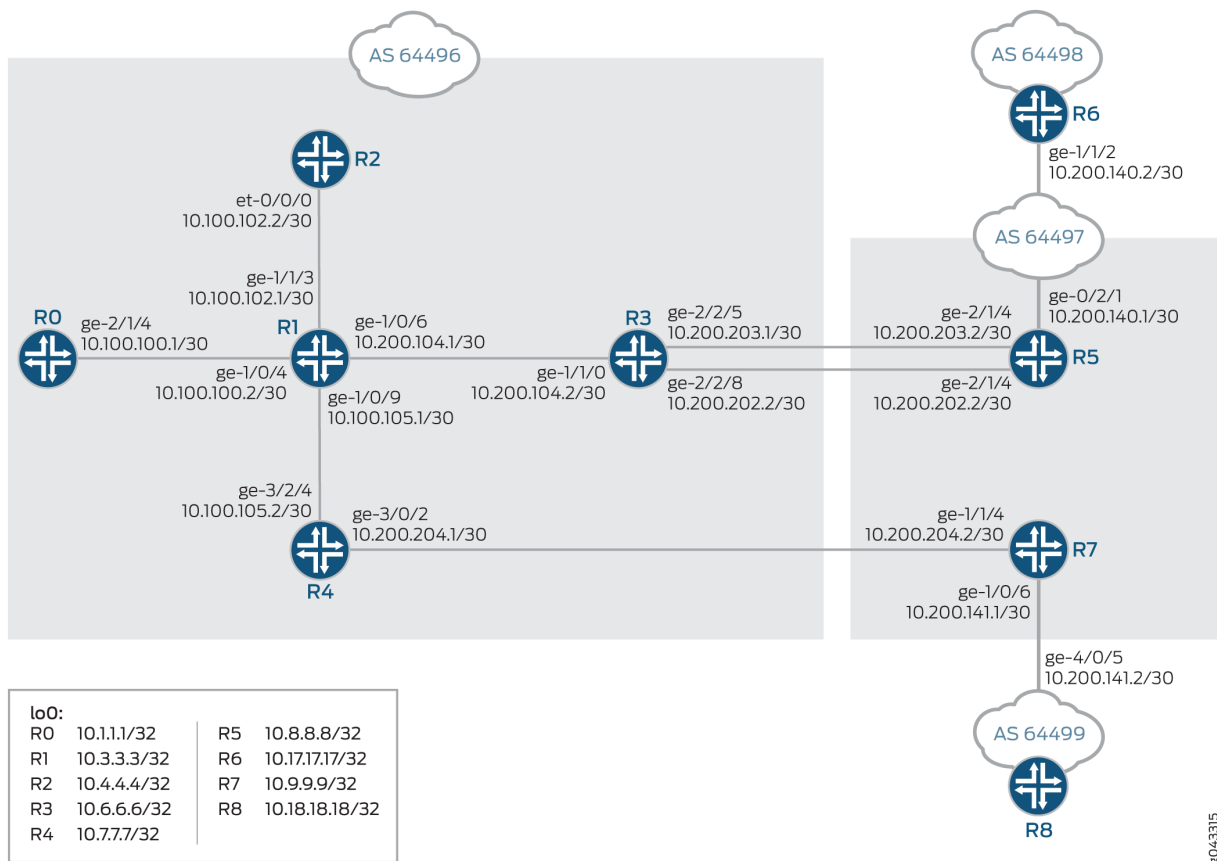 AS 64496
AS 64498
R6
ge-1/1/2
10.200.140.2/30
R2
et-0/0/0
10.100.102.2/30
AS 64497
ge-1/1/3
10.100.102.1/30
ge-0/2/1
10.200.140.1/30
R0
ge-2/1/4
10.100.100.1/30
R1
ge-1/0/6
10.200.104.1/30
R3
ge-2/2/5
10.200.203.1/30
ge-2/1/4
10.200.203.2/30
R5
ge-1/0/4
10.100.100.2/30
ge-1/0/9
10.100.105.1/30
ge-1/1/0
10.200.104.2/30
ge-2/2/8
10.200.202.2/30
ge-2/1/4
10.200.202.2/30
ge-3/2/4
10.100.105.2/30
ge-3/0/2
10.200.204.1/30
R4
ge-1/1/4
10.200.204.2/30
R7
ge-1/0/6
10.200.141.1/30
ge-4/0/5
10.200.141.2/30
AS 64499
R8
lo0:
R0 10.1.1.1/32
R1 10.3.3.3/32
R2 10.4.4.4/32
R3 10.6.6.6/32
R4 10.7.7.7/32
R5 10.8.8.8/32
R6 10.17.17.17/32
R7 10.9.9.9/32
R8 10.18.18.18/32